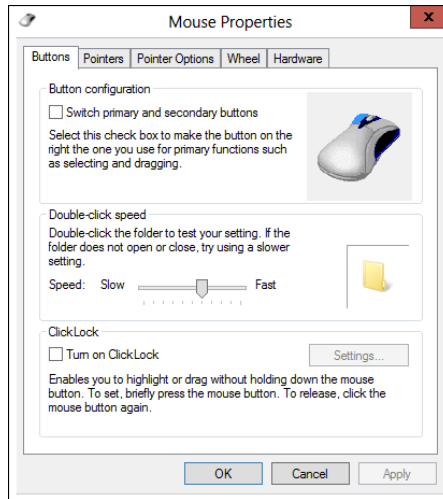 Mouse Properties
x
Buttons Pointers Pointer Options Wheel Hardware
Button configuration
Switch primary and secondary buttons
Select this check box to make the button on the
right the one you use for primary functions such
as selecting and dragging.
Double-click speed
Double-click the folder to test your setting. If the
folder does not open or close, try using a slower
setting.
Speed: Slow Fast
ClickLock
Turn on ClickLock Settings...
Enables you to highlight or drag without holding down the mouse
button. To set, briefly press the mouse button. To release, click the
mouse button again.
OK Cancel Apply